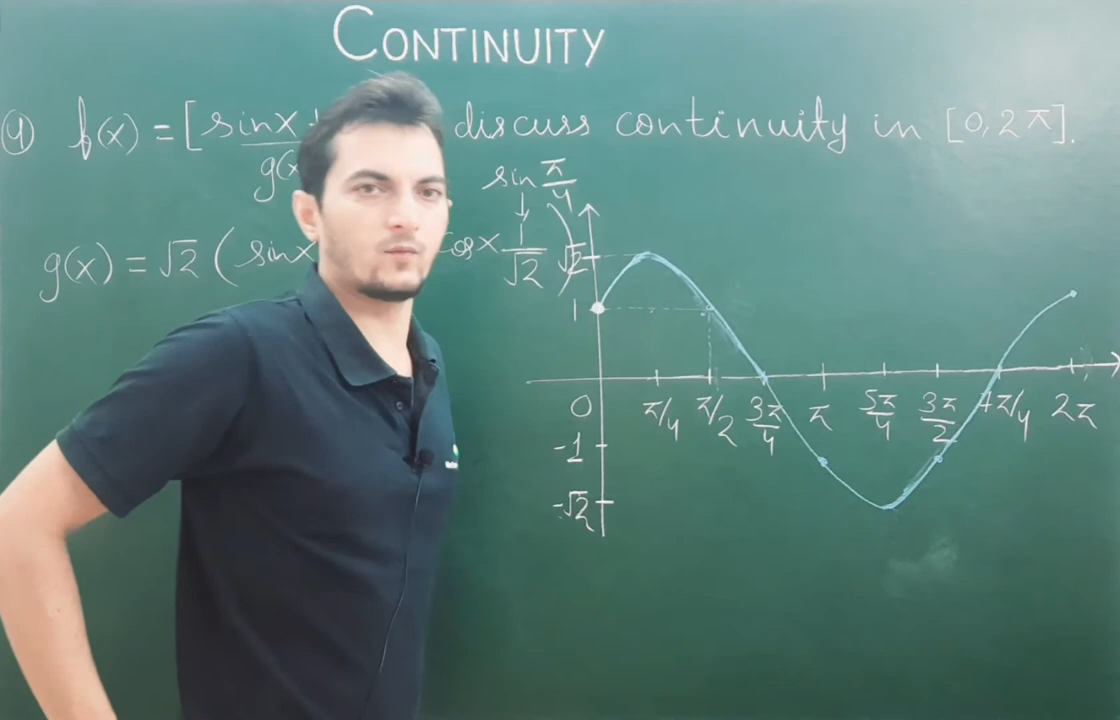 CONTINUITY
Q) f(x) = [sinx discuss continuity in [0, 2π].
g(x
sin π/4
g(x) = √2 (sinx cosx 1/√2)
√2
1
0 π/4 π/2 3π/4 π 5π/4 3π/2 7π/4 2π
-1
-√2